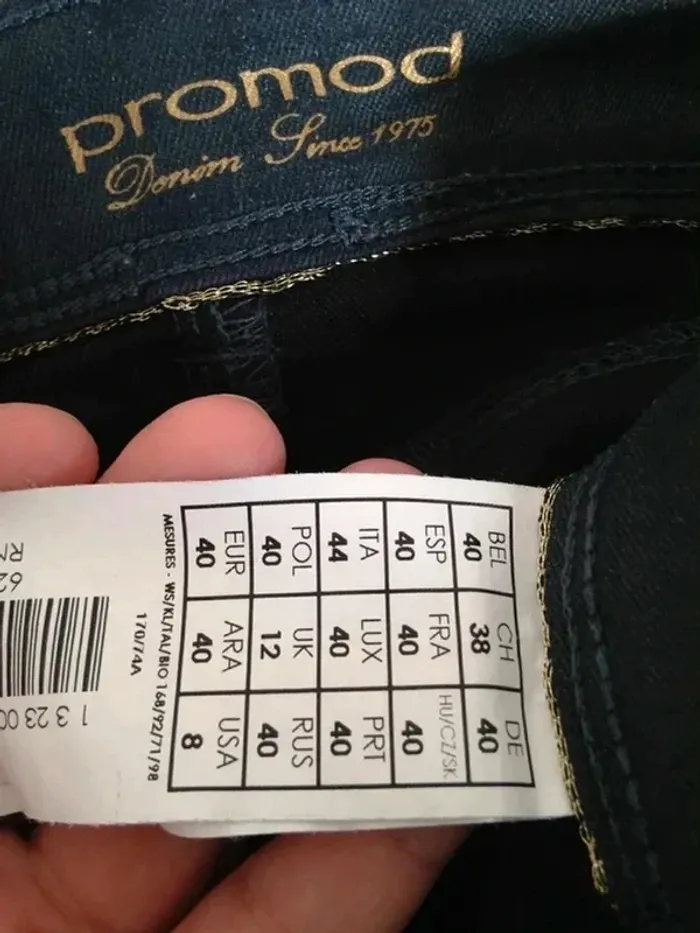 promod
Denim Since 1975
BEL CH DE
40 38 40
ESP FRA HU/CZ/SK
40 40 40
ITA LUX PRT
44 40 40
POL UK RUS
40 12 40
EUR ARA USA
40 40 8
MESURES - WS/KL/TAL/BIO 168/92/71/98
170/74A